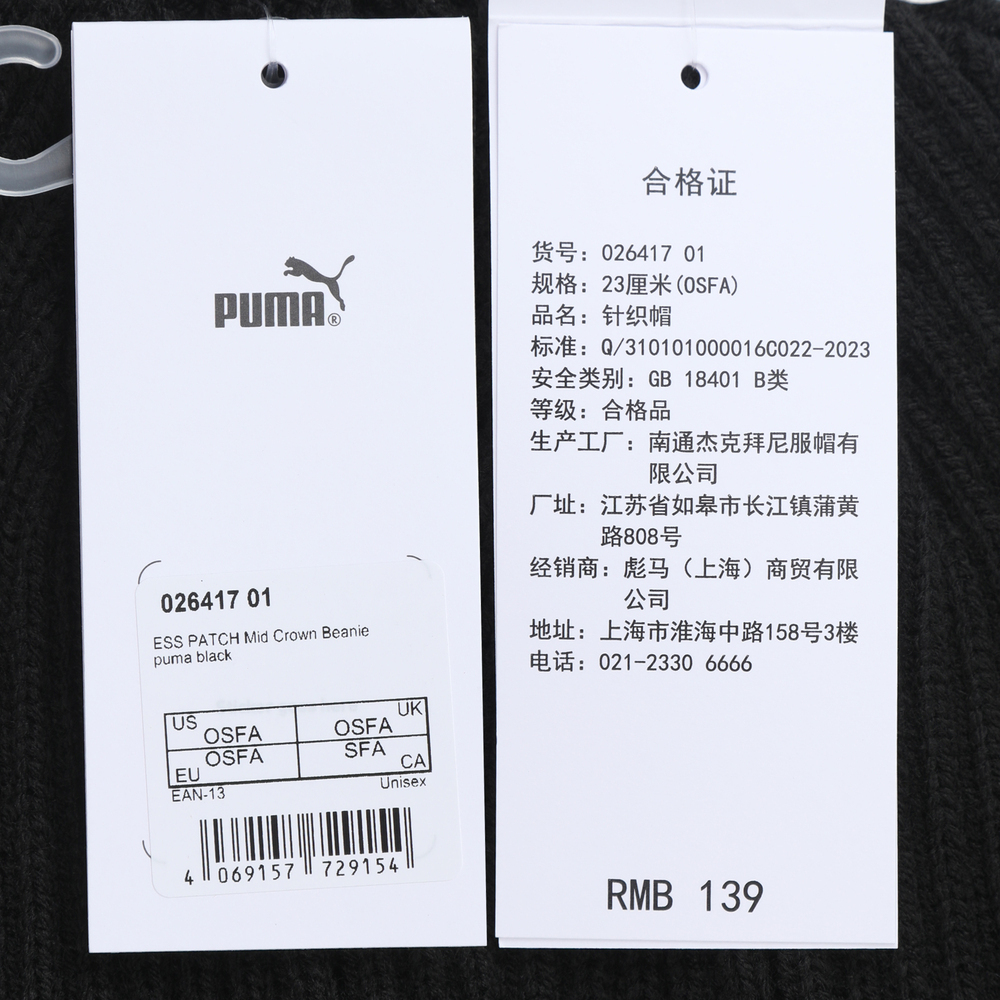 PUMA®
026417 01
ESS PATCH Mid Crown Beanie
puma black
US OSFA OSFA UK
EU OSFA SFA CA
EAN-13 Unisex
4 069157 729154
合格证
货号: 026417 01
规格: 23厘米(OSFA)
品名: 针织帽
标准: Q/310101000016C022-2023
安全类别: GB 18401 B类
等级: 合格品
生产工厂: 南通杰克拜尼服帽有
限公司
厂址: 江苏省如皋市长江镇蒲黄
路808号
经销商: 彪马（上海）商贸有限
公司
地址: 上海市淮海中路158号3楼
电话: 021-2330 6666
RMB 139